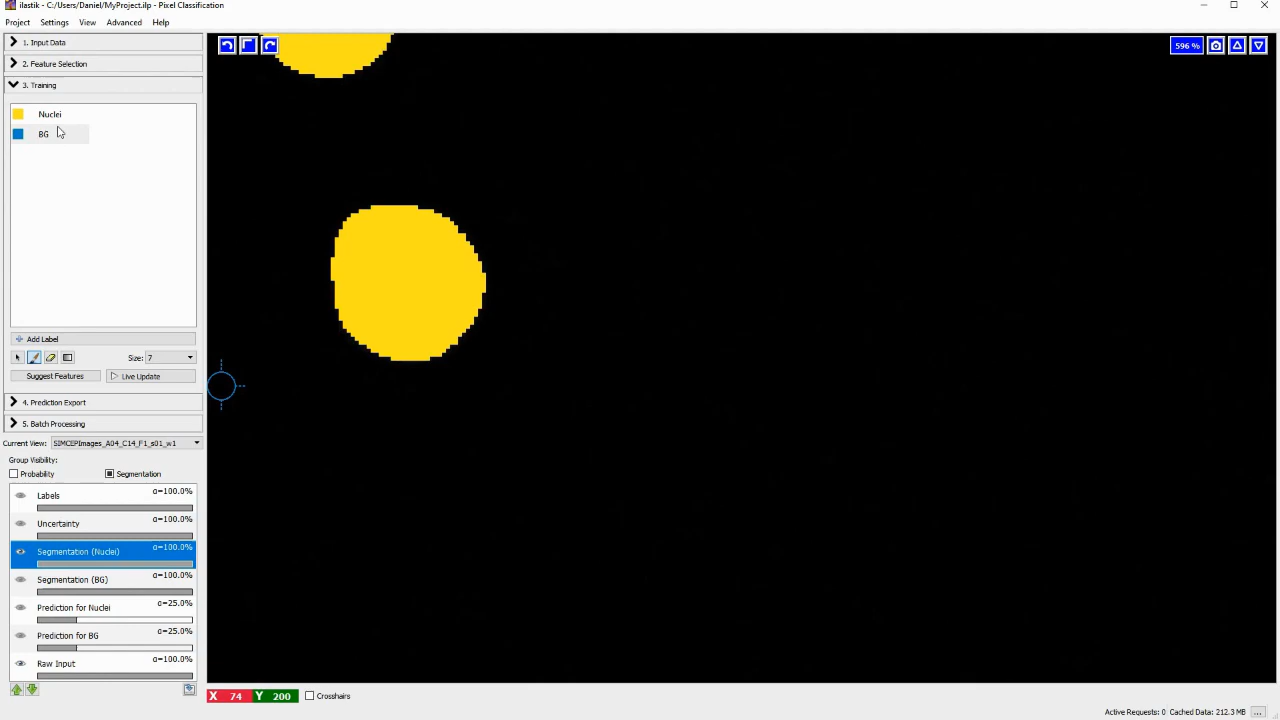 ilastik - C:/Users/Daniel/MyProject.ilp - Pixel Classification
Project Settings View Advanced Help
1. Input Data
2. Feature Selection
3. Training
Nuclei
BG
Add Label
Size: 7
Suggest Features Live Update
4. Prediction Export
5. Batch Processing
Current View: SIMCEPImages_A04_C14_F1_s01_w1
Group Visibility:
Probability Segmentation
Labels α=100.0%
Uncertainty α=100.0%
Segmentation (Nuclei) α=100.0%
Segmentation (BG) α=100.0%
Prediction for Nuclei α=25.0%
Prediction for BG α=25.0%
Raw Input α=100.0%
596 %
X 74 Y 200 Crosshairs
Active Requests: 0 Cached Data: 212.3 MB ...